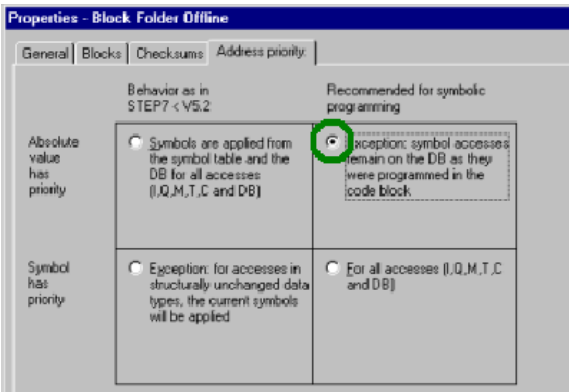 Properties - Block Folder Offline
General Blocks Checksums Address priority:
Behavior as in
STEP7 < V5.2
Recommended for symbolic
programming
Absolute
value
has
priority
Symbols are applied from
the symbol table and the
DB for all accesses
(I,Q,M,T,C and DB)
Exception: symbol accesses
remain on the DB as they
were programmed in the
code block
Symbol
has
priority
Exception: for accesses in
structurally unchanged data
types, the current symbols
will be applied
For all accesses (I,Q,M,T,C
and DB)